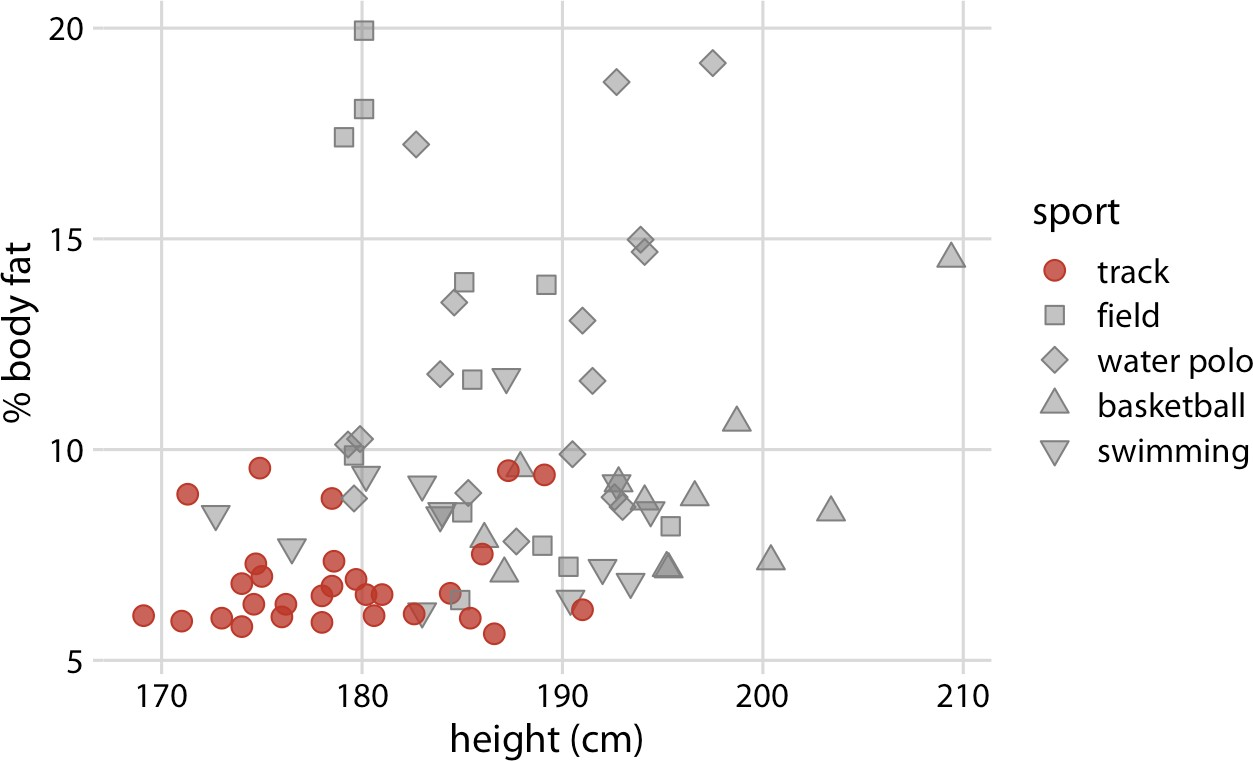 20
15
10
5
% body fat
170 180 190 200 210
height (cm)
sport
track
field
water polo
basketball
swimming